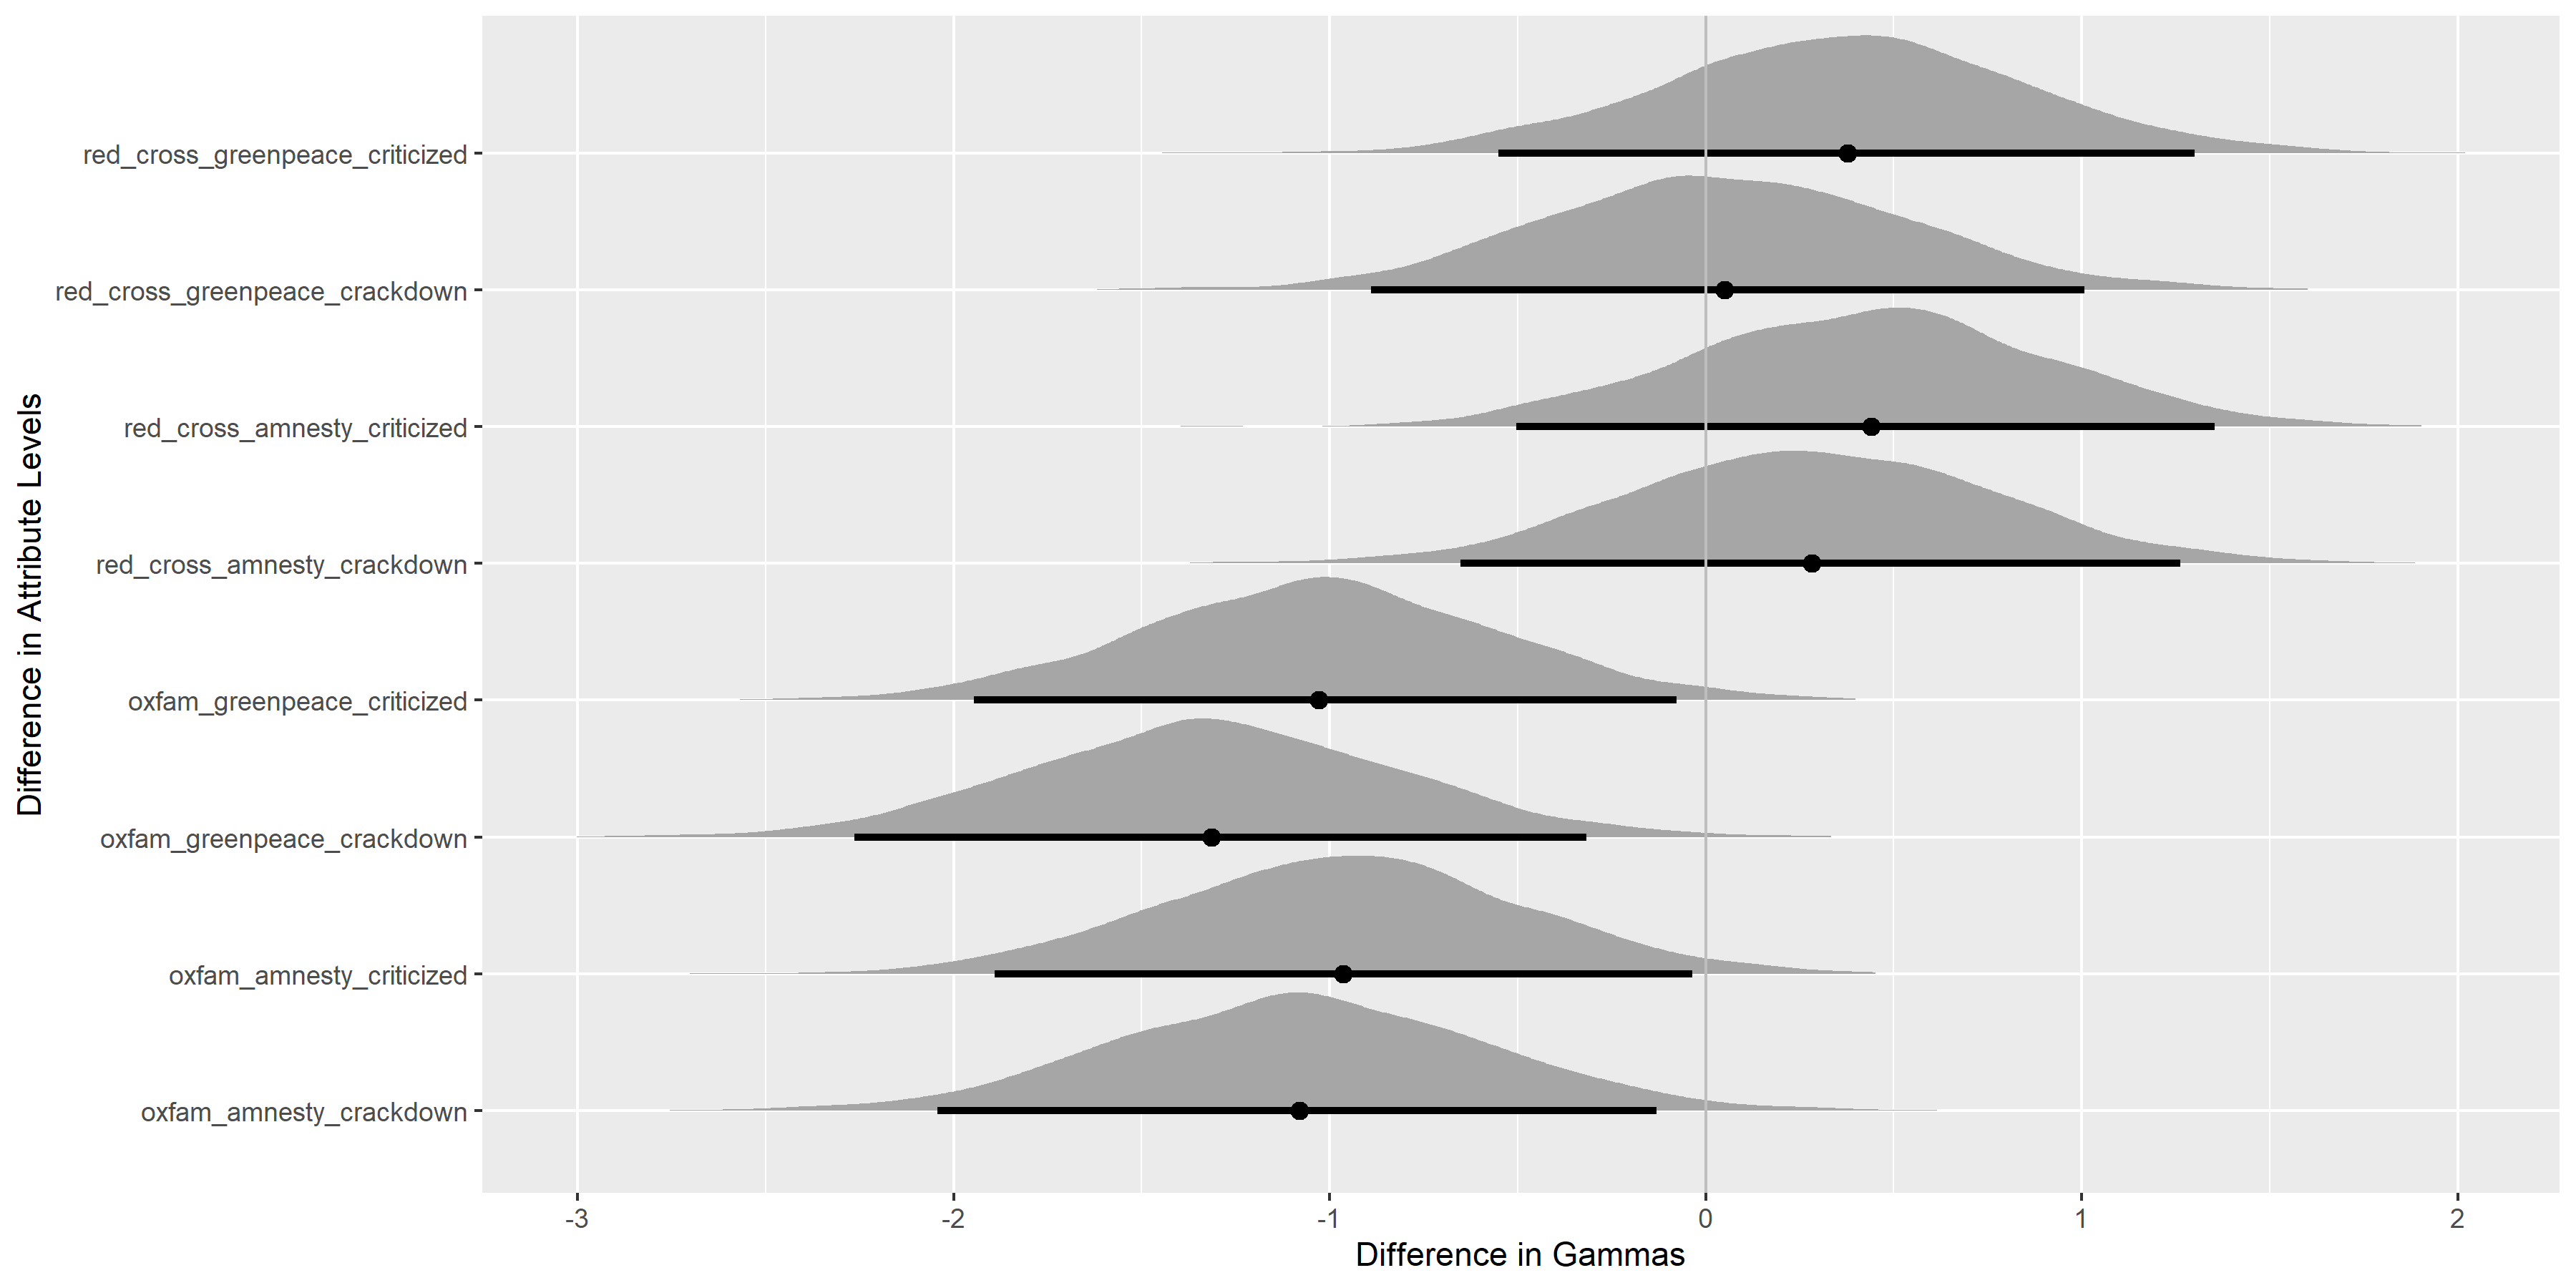 Difference in Attribute Levels
red_cross_greenpeace_criticized
red_cross_greenpeace_crackdown
red_cross_amnesty_criticized
red_cross_amnesty_crackdown
oxfam_greenpeace_criticized
oxfam_greenpeace_crackdown
oxfam_amnesty_criticized
oxfam_amnesty_crackdown
-3 -2 -1 0 1 2
Difference in Gammas